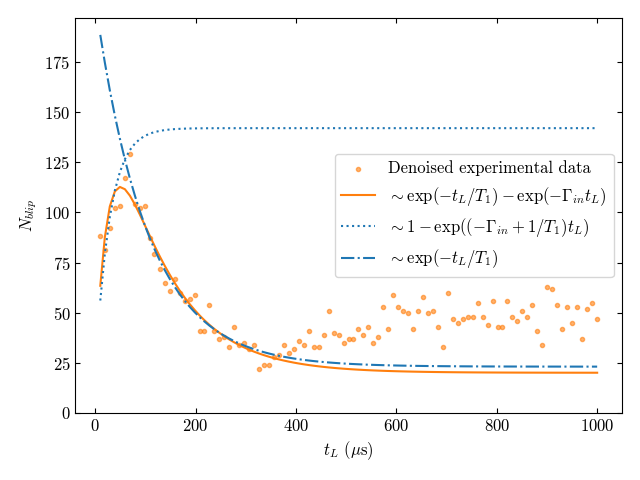 175
150
125
100
75
50
25
0
N_{blip}
Denoised experimental data
∼ exp(−t_L/T_1) − exp(−Γ_{in}t_L)
∼ 1 − exp((−Γ_{in} + 1/T_1)t_L)
∼ exp(−t_L/T_1)
0 200 400 600 800 1000
t_L (μs)